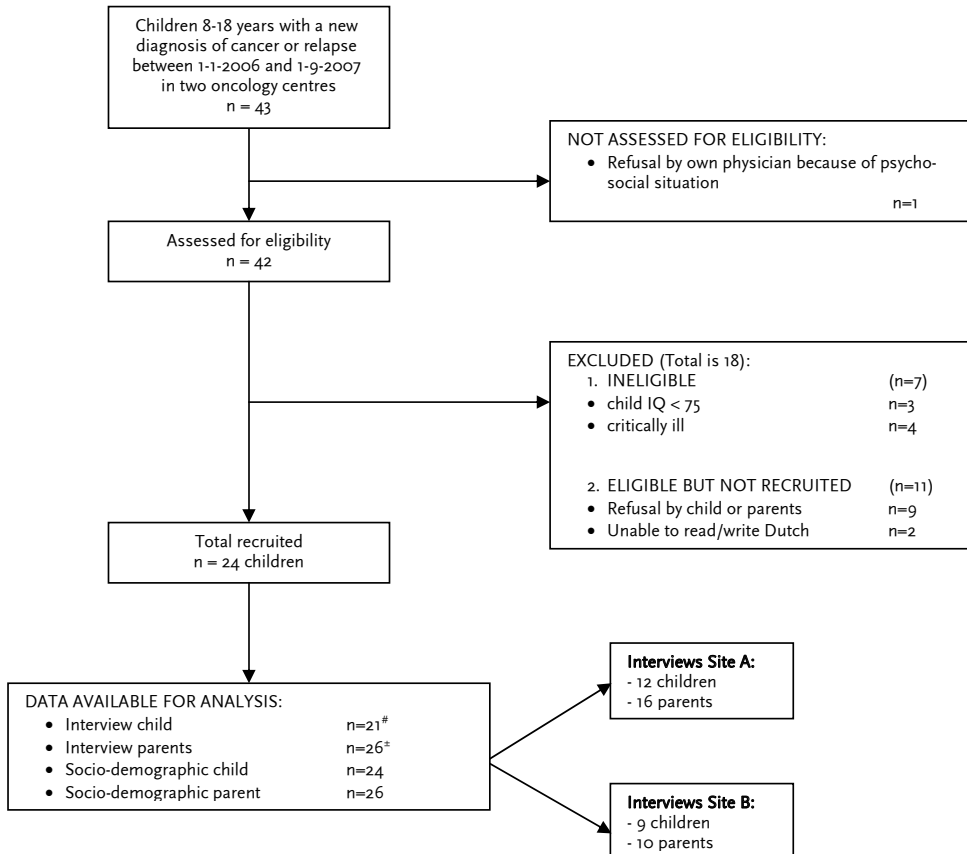 Children 8-18 years with a new
diagnosis of cancer or relapse
between 1-1-2006 and 1-9-2007
in two oncology centres
n = 43
NOT ASSESSED FOR ELIGIBILITY:
• Refusal by own physician because of psycho-
social situation
n=1
Assessed for eligibility
n = 42
EXCLUDED (Total is 18):
1. INELIGIBLE (n=7)
• child IQ < 75 n=3
• critically ill n=4
2. ELIGIBLE BUT NOT RECRUITED (n=11)
• Refusal by child or parents n=9
• Unable to read/write Dutch n=2
Total recruited
n = 24 children
DATA AVAILABLE FOR ANALYSIS:
• Interview child n=21#
• Interview parents n=26±
• Socio-demographic child n=24
• Socio-demographic parent n=26
Interviews Site A:
- 12 children
- 16 parents
Interviews Site B:
- 9 children
- 10 parents